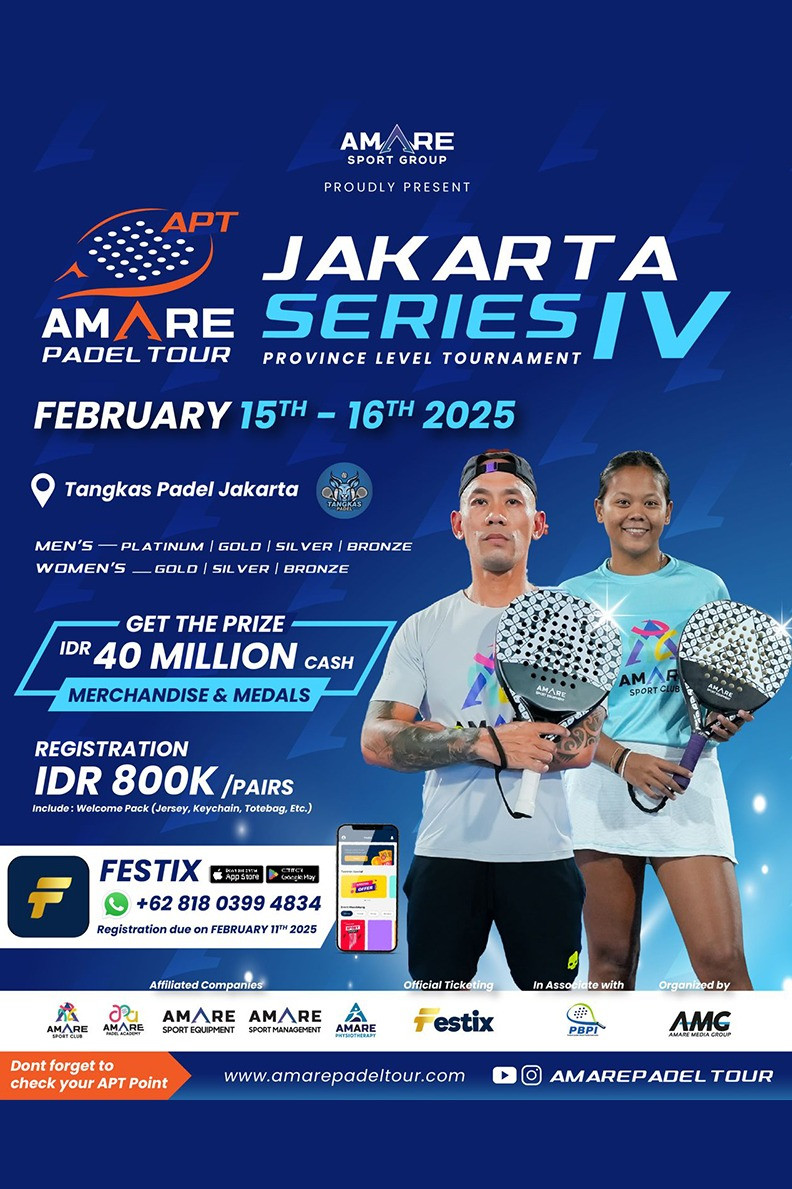 AMARE
SPORT GROUP
PROUDLY PRESENT
APT
AMARE
PADEL TOUR
JAKARTA
SERIES IV
PROVINCE LEVEL TOURNAMENT
FEBRUARY 15TH - 16TH 2025
Tangkas Padel Jakarta
TANGKAS
PADEL
MEN'S — PLATINUM | GOLD | SILVER | BRONZE
WOMEN'S — GOLD | SILVER | BRONZE
GET THE PRIZE
IDR 40 MILLION CASH
MERCHANDISE & MEDALS
REGISTRATION
IDR 800K /PAIRS
Include : Welcome Pack (Jersey, Keychain, Totebag, Etc.)
FESTIX
App Store
Google Play
+62 818 0399 4834
Registration due on FEBRUARY 11TH 2025
SPECIAL
OFFER
AMARE
SPORT CLUB
AMARE
AMARE
Affiliated Companies
Official Ticketing
In Associate with
Organized by
AMARE
SPORT CLUB
AMARE
PADEL ACADEMY
AMARE
SPORT EQUIPMENT
AMARE
SPORT MANAGEMENT
AMARE
PHYSIOTHERAPY
Festix
PBPI
AMG
AMARE MEDIA GROUP
Dont forget to
check your APT Point
www.amarepadeltour.com
AMAREPADELTOUR